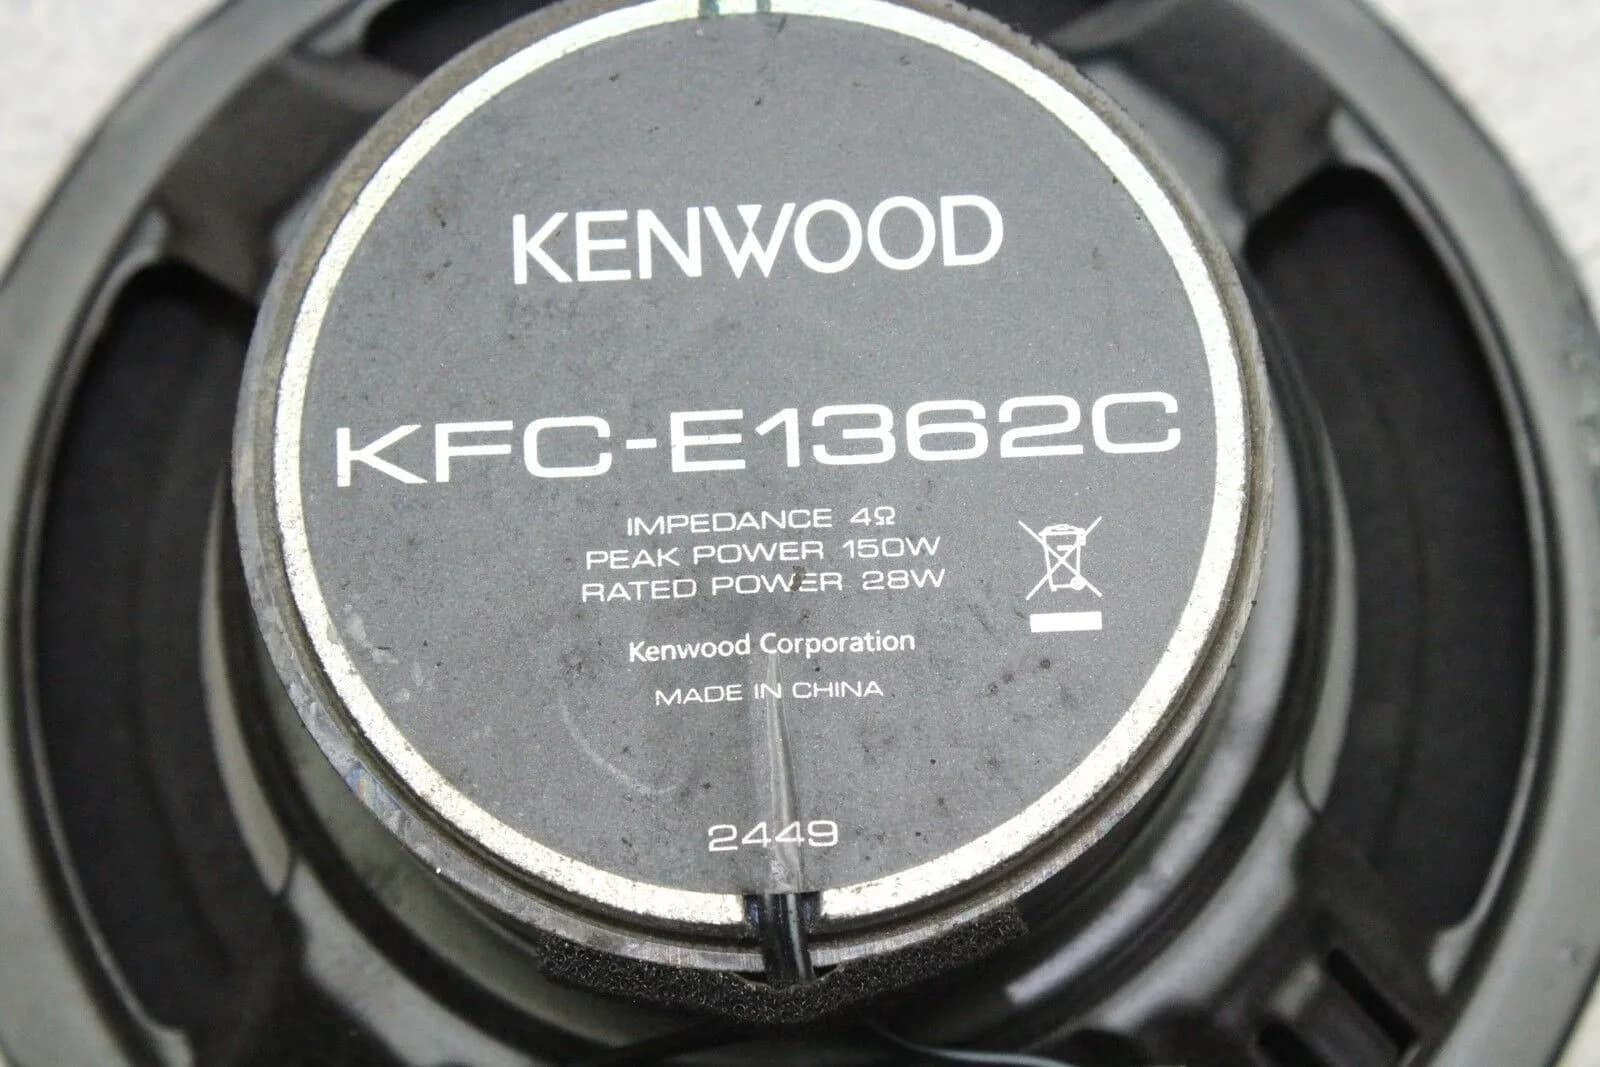 KENWOOD
KFC-E1362C
IMPEDANCE 4Ω
PEAK POWER 150W
RATED POWER 28W
Kenwood Corporation
MADE IN CHINA
2449